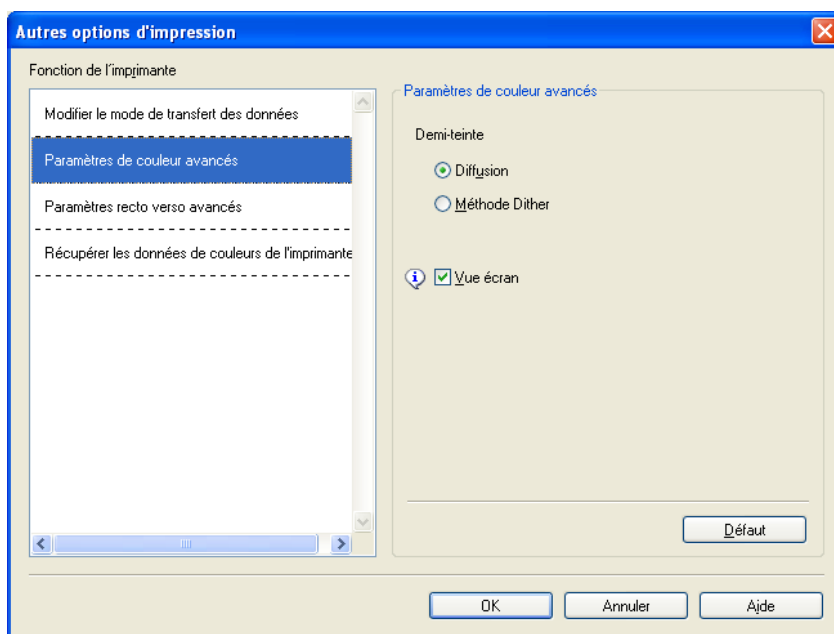 Autres options d'impression
Fonction de l'imprimante
Modifier le mode de transfert des données
Paramètres de couleur avancés
Paramètres recto verso avancés
Récupérer les données de couleurs de l'imprimante
Paramètres de couleur avancés
Demi-teinte
Diffusion
Méthode Dither
Vue écran
Défaut
OK
Annuler
Aide